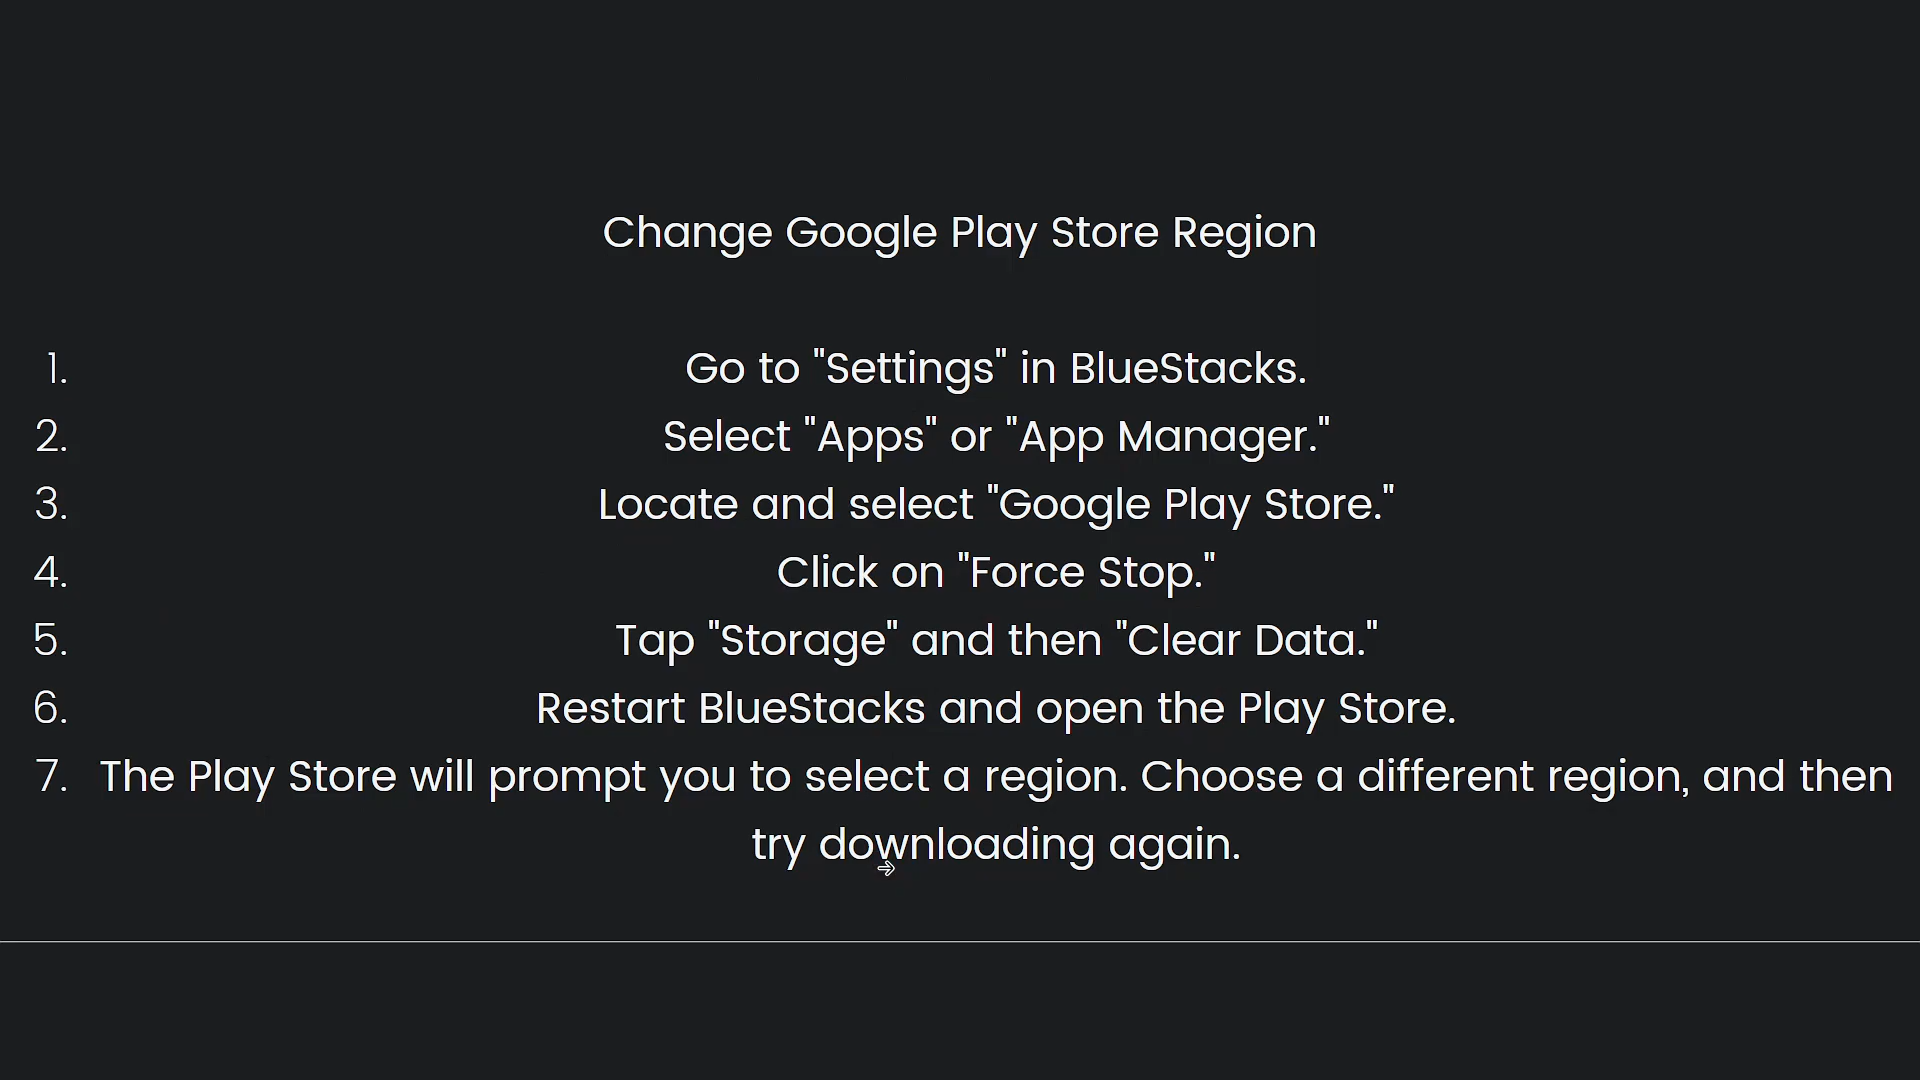 Change Google Play Store Region
1. Go to "Settings" in BlueStacks.
2. Select "Apps" or "App Manager."
3. Locate and select "Google Play Store."
4. Click on "Force Stop."
5. Tap "Storage" and then "Clear Data."
6. Restart BlueStacks and open the Play Store.
7. The Play Store will prompt you to select a region. Choose a different region, and then
try downloading again.